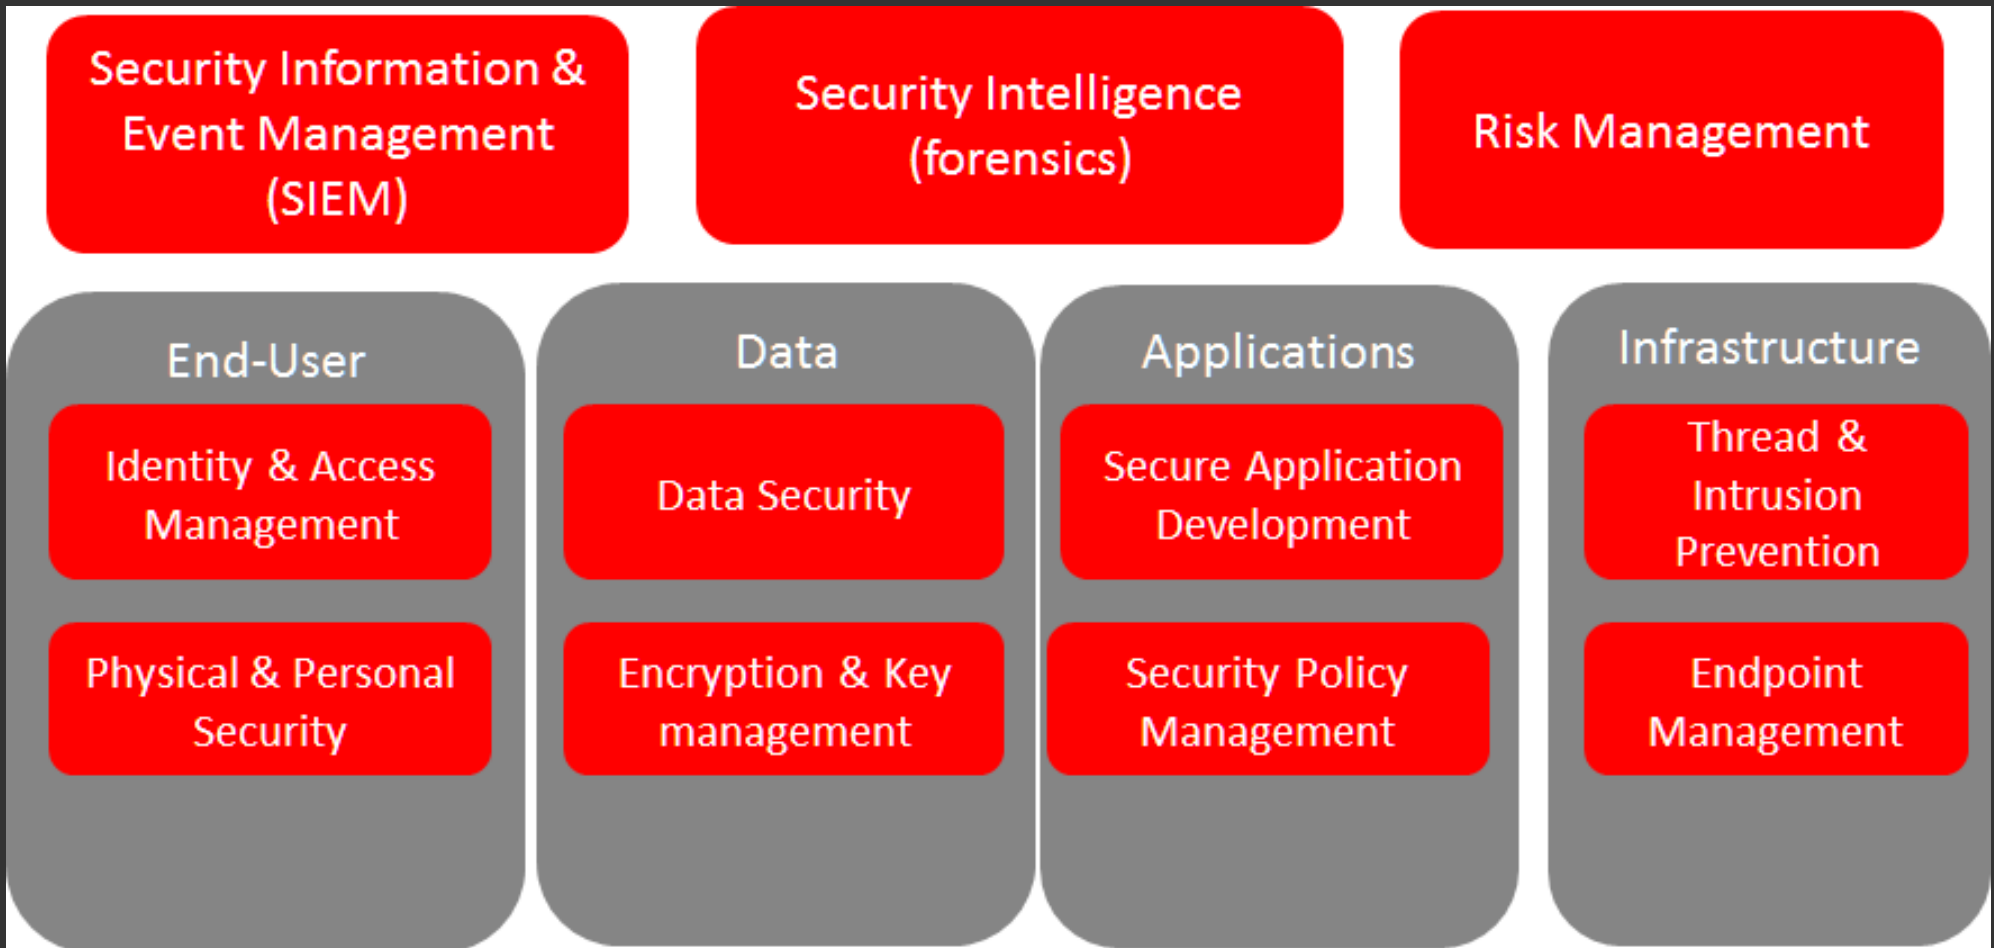 Security Information &
Event Management
(SIEM)
Security Intelligence
(forensics)
Risk Management
End-User
Identity & Access
Management
Physical & Personal
Security
Data
Data Security
Encryption & Key
management
Applications
Secure Application
Development
Security Policy
Management
Infrastructure
Thread &
Intrusion
Prevention
Endpoint
Management